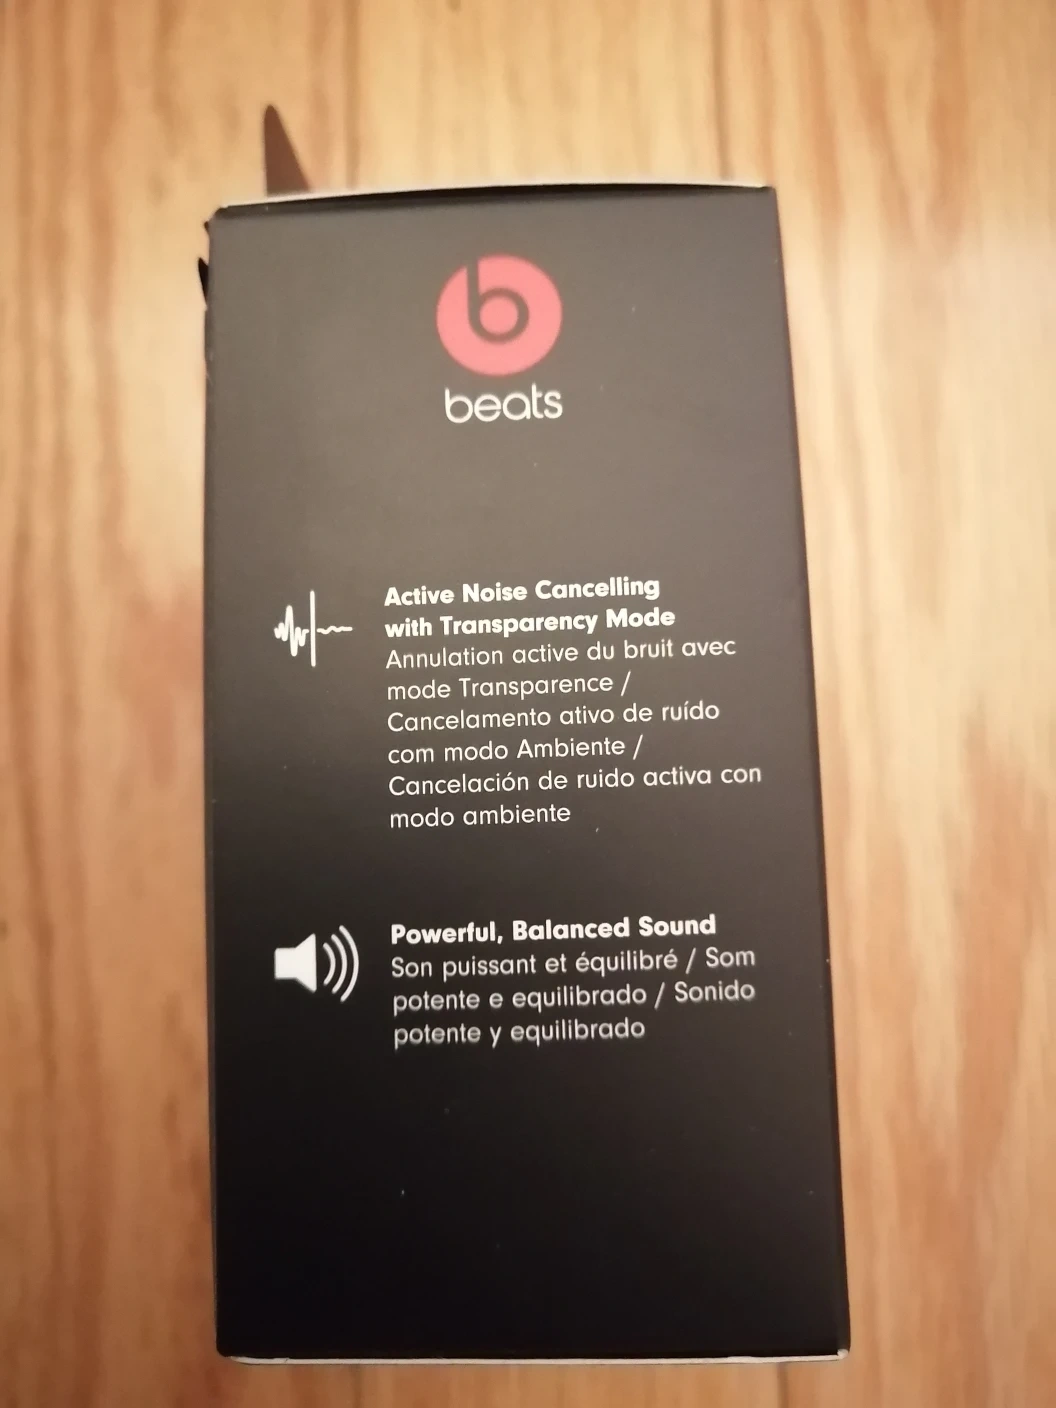 b
beats
Active Noise Cancelling
with Transparency Mode
Annulation active du bruit avec
mode Transparence /
Cancelamento ativo de ruído
com modo Ambiente /
Cancelación de ruido activa con
modo ambiente
Powerful, Balanced Sound
Son puissant et équilibré / Som
potente e equilibrado / Sonido
potente y equilibrado